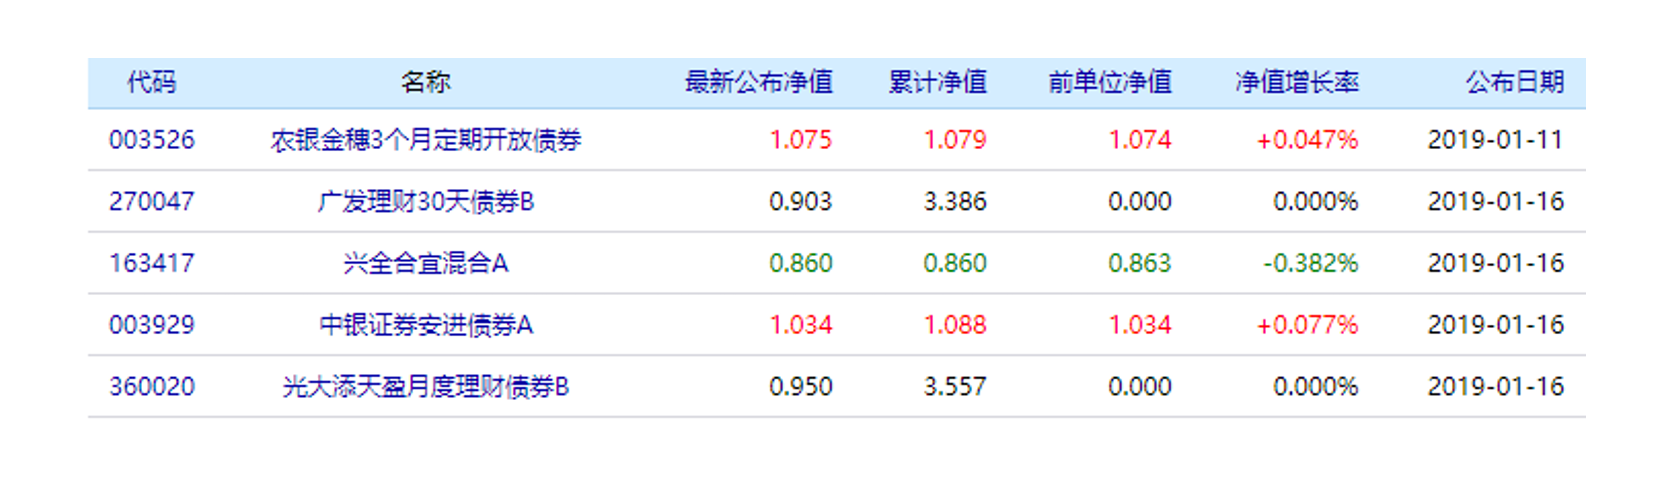 代码 名称 最新公布净值 累计净值 前单位净值 净值增长率 公布日期
003526 农银金穗3个月定期开放债券 1.075 1.079 1.074 +0.047% 2019-01-11
270047 广发理财30天债券B 0.903 3.386 0.000 0.000% 2019-01-16
163417 兴全合宜混合A 0.860 0.860 0.863 -0.382% 2019-01-16
003929 中银证券安进债券A 1.034 1.088 1.034 +0.077% 2019-01-16
360020 光大添天盈月度理财债券B 0.950 3.557 0.000 0.000% 2019-01-16